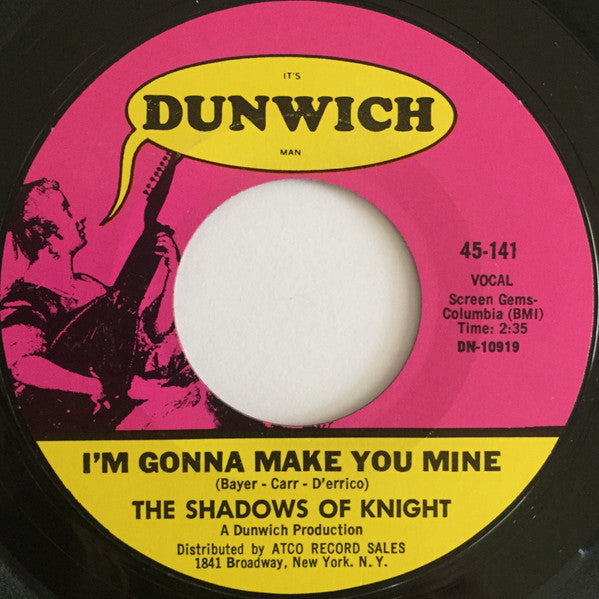 IT'S
DUNWICH
MAN
45-141
VOCAL
Screen Gems-
Columbia (BMI)
Time: 2:35
DN-10919
I'M GONNA MAKE YOU MINE
(Bayer - Carr - D'errico)
THE SHADOWS OF KNIGHT
A Dunwich Production
Distributed by ATCO RECORD SALES
1841 Broadway, New York. N. Y.